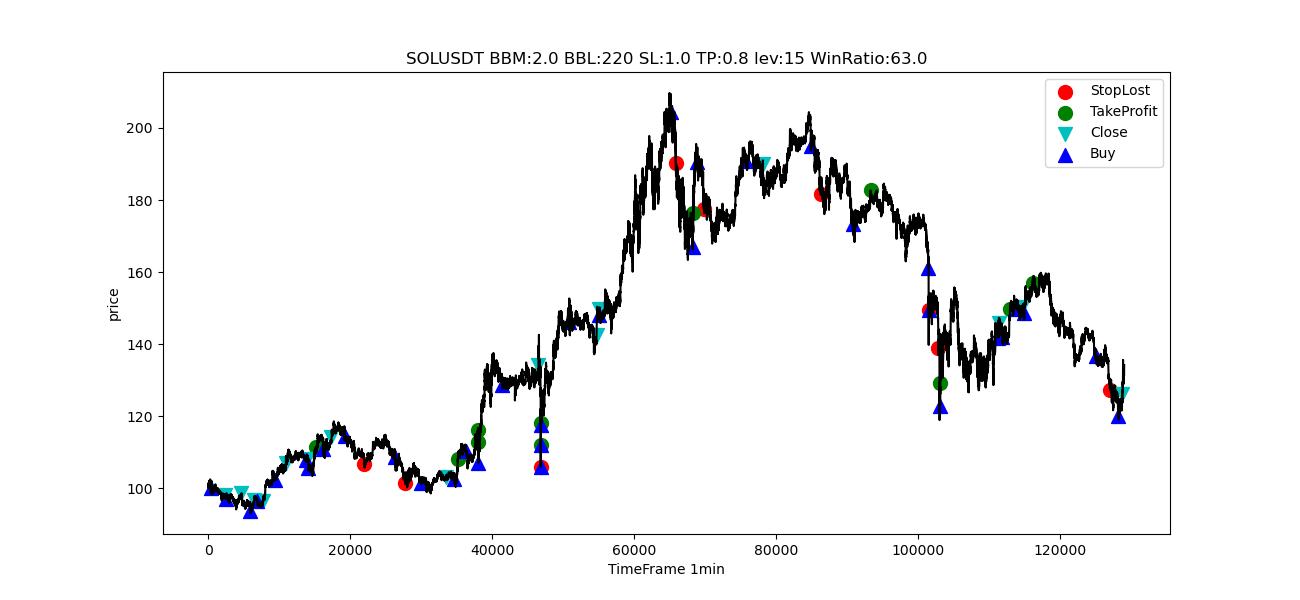 SOLUSDT BBM:2.0 BBL:220 SL:1.0 TP:0.8 lev:15 WinRatio:63.0
StopLost
TakeProfit
Close
Buy
200
180
160
140
120
100
price
0 20000 40000 60000 80000 100000 120000
TimeFrame 1min